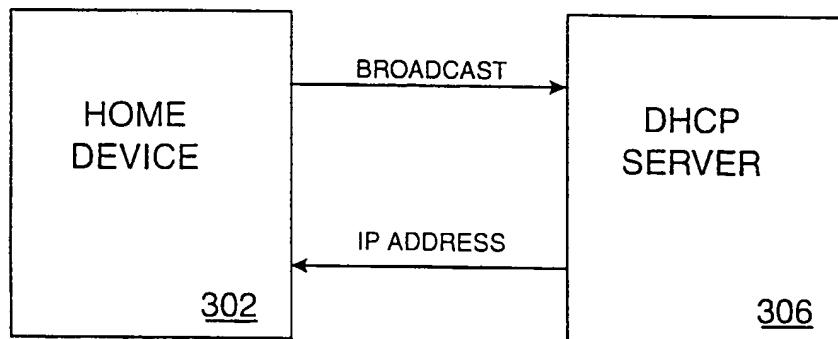 HOME
DEVICE
302
BROADCAST
IP ADDRESS
DHCP
SERVER
306